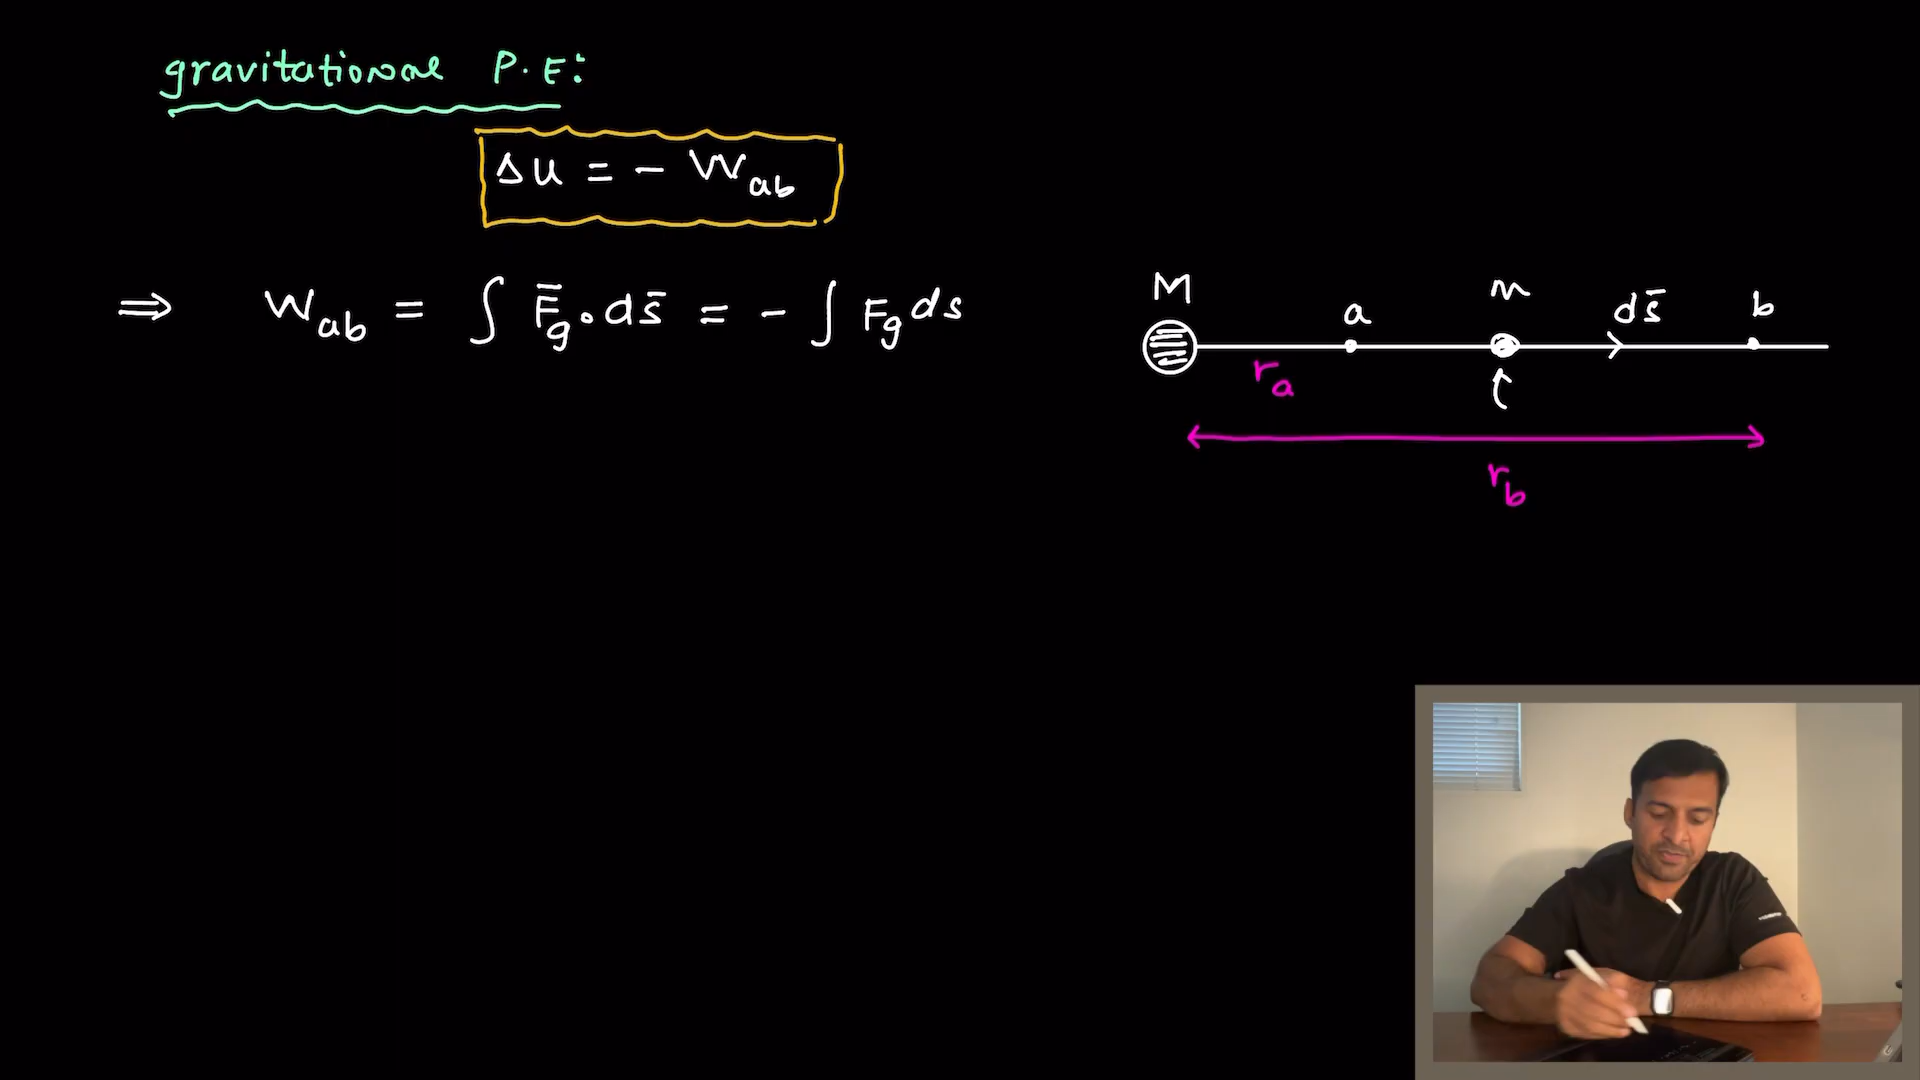 gravitational P.E:
Δu = - W_ab
⇒ W_ab = ∫ F̄_g . ds̄ = - ∫ F_g ds
M a m ds̄ b
r_a
r_b